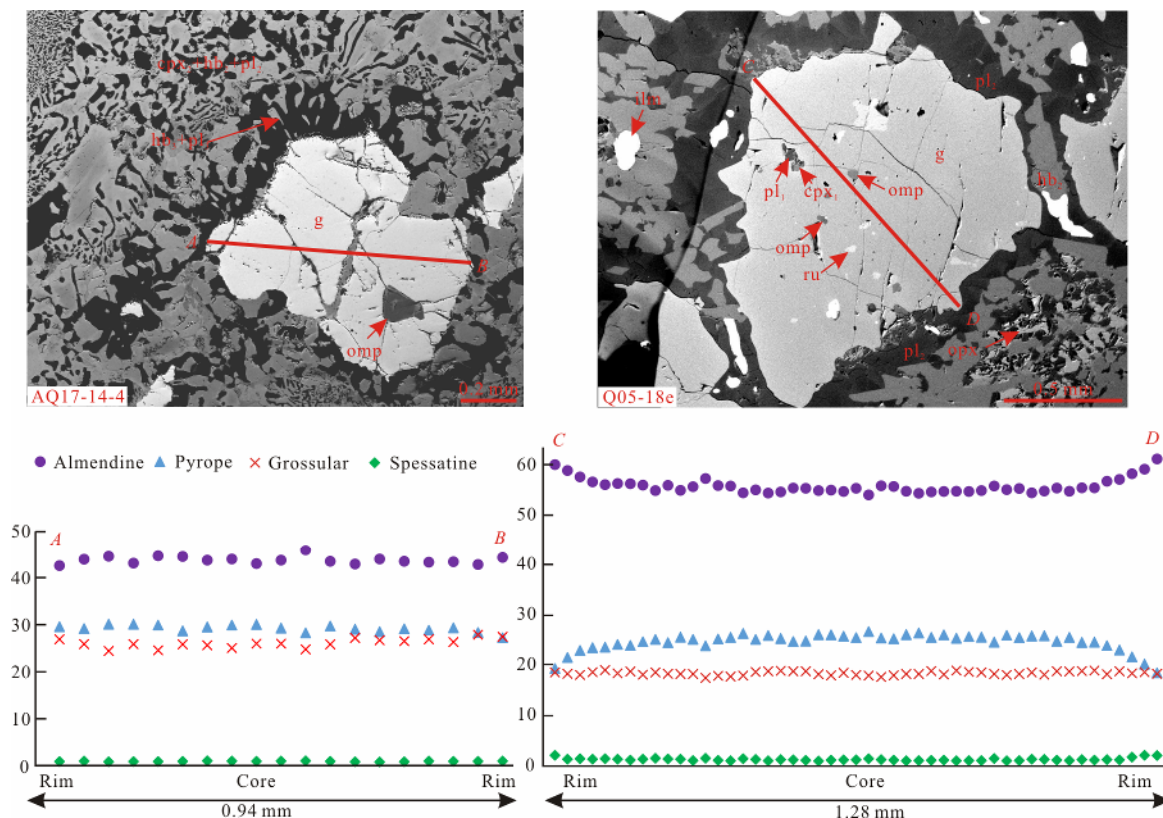 cpx₂+hb₂+pl₂
hb₂+pl₂
g
A
B
omp
AQ17-14-4
0.2 mm
C
ilm
pl₂
g
pl₁
cpx₁
omp
hb₂
omp
ru
D
pl₂
opx
Q05-18e
0.5 mm
Almendine Pyrope Grossular Spessatine
50
40
30
20
10
0
A
B
Rim Core Rim
0.94 mm
C
D
60
50
40
30
20
10
0
Rim Core Rim
1.28 mm